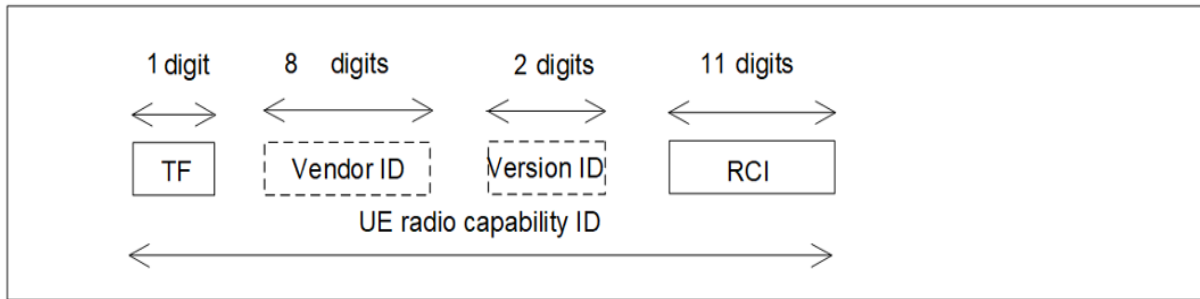 1 digit 8 digits 2 digits 11 digits
TF Vendor ID Version ID RCI
UE radio capability ID